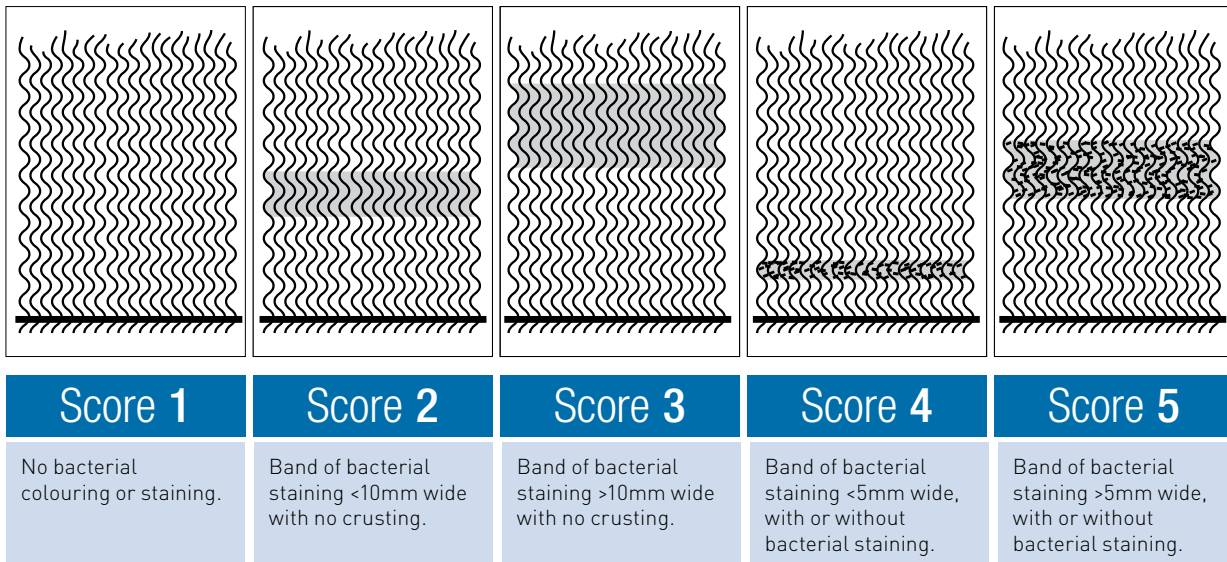 Score 1
Score 2
Score 3
Score 4
Score 5
No bacterial
colouring or staining.
Band of bacterial
staining <10mm wide
with no crusting.
Band of bacterial
staining >10mm wide
with no crusting.
Band of bacterial
staining <5mm wide,
with or without
bacterial staining.
Band of bacterial
staining >5mm wide,
with or without
bacterial staining.